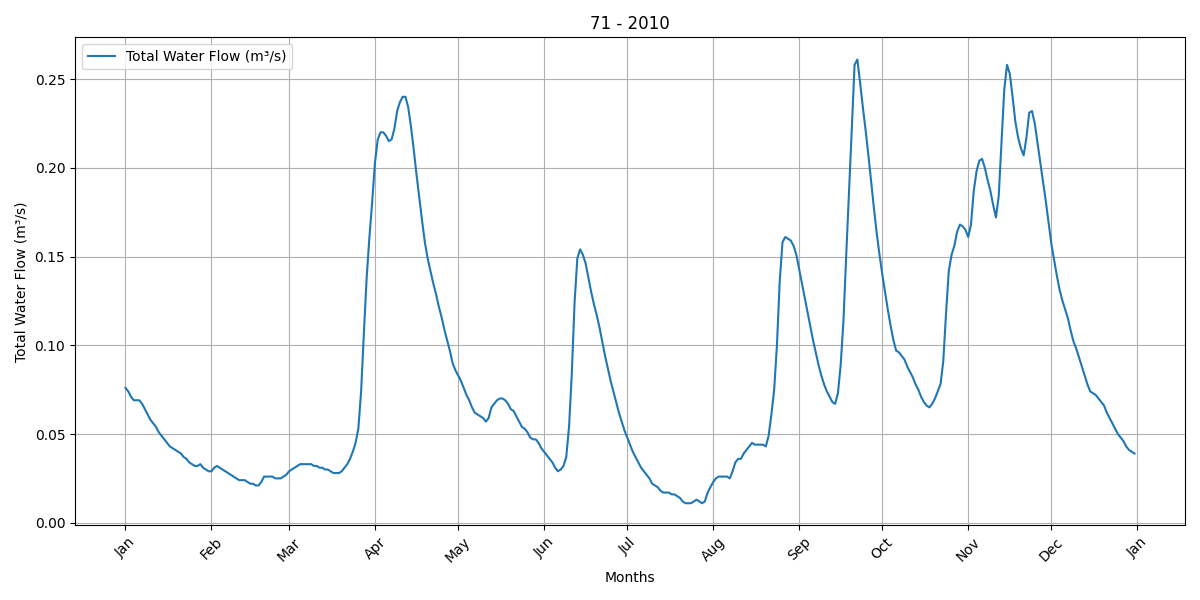 71 - 2010
Total Water Flow (m³/s)
Total Water Flow (m³/s)
0.25
0.20
0.15
0.10
0.05
0.00
Jan Feb Mar Apr May Jun Jul Aug Sep Oct Nov Dec Jan
Months